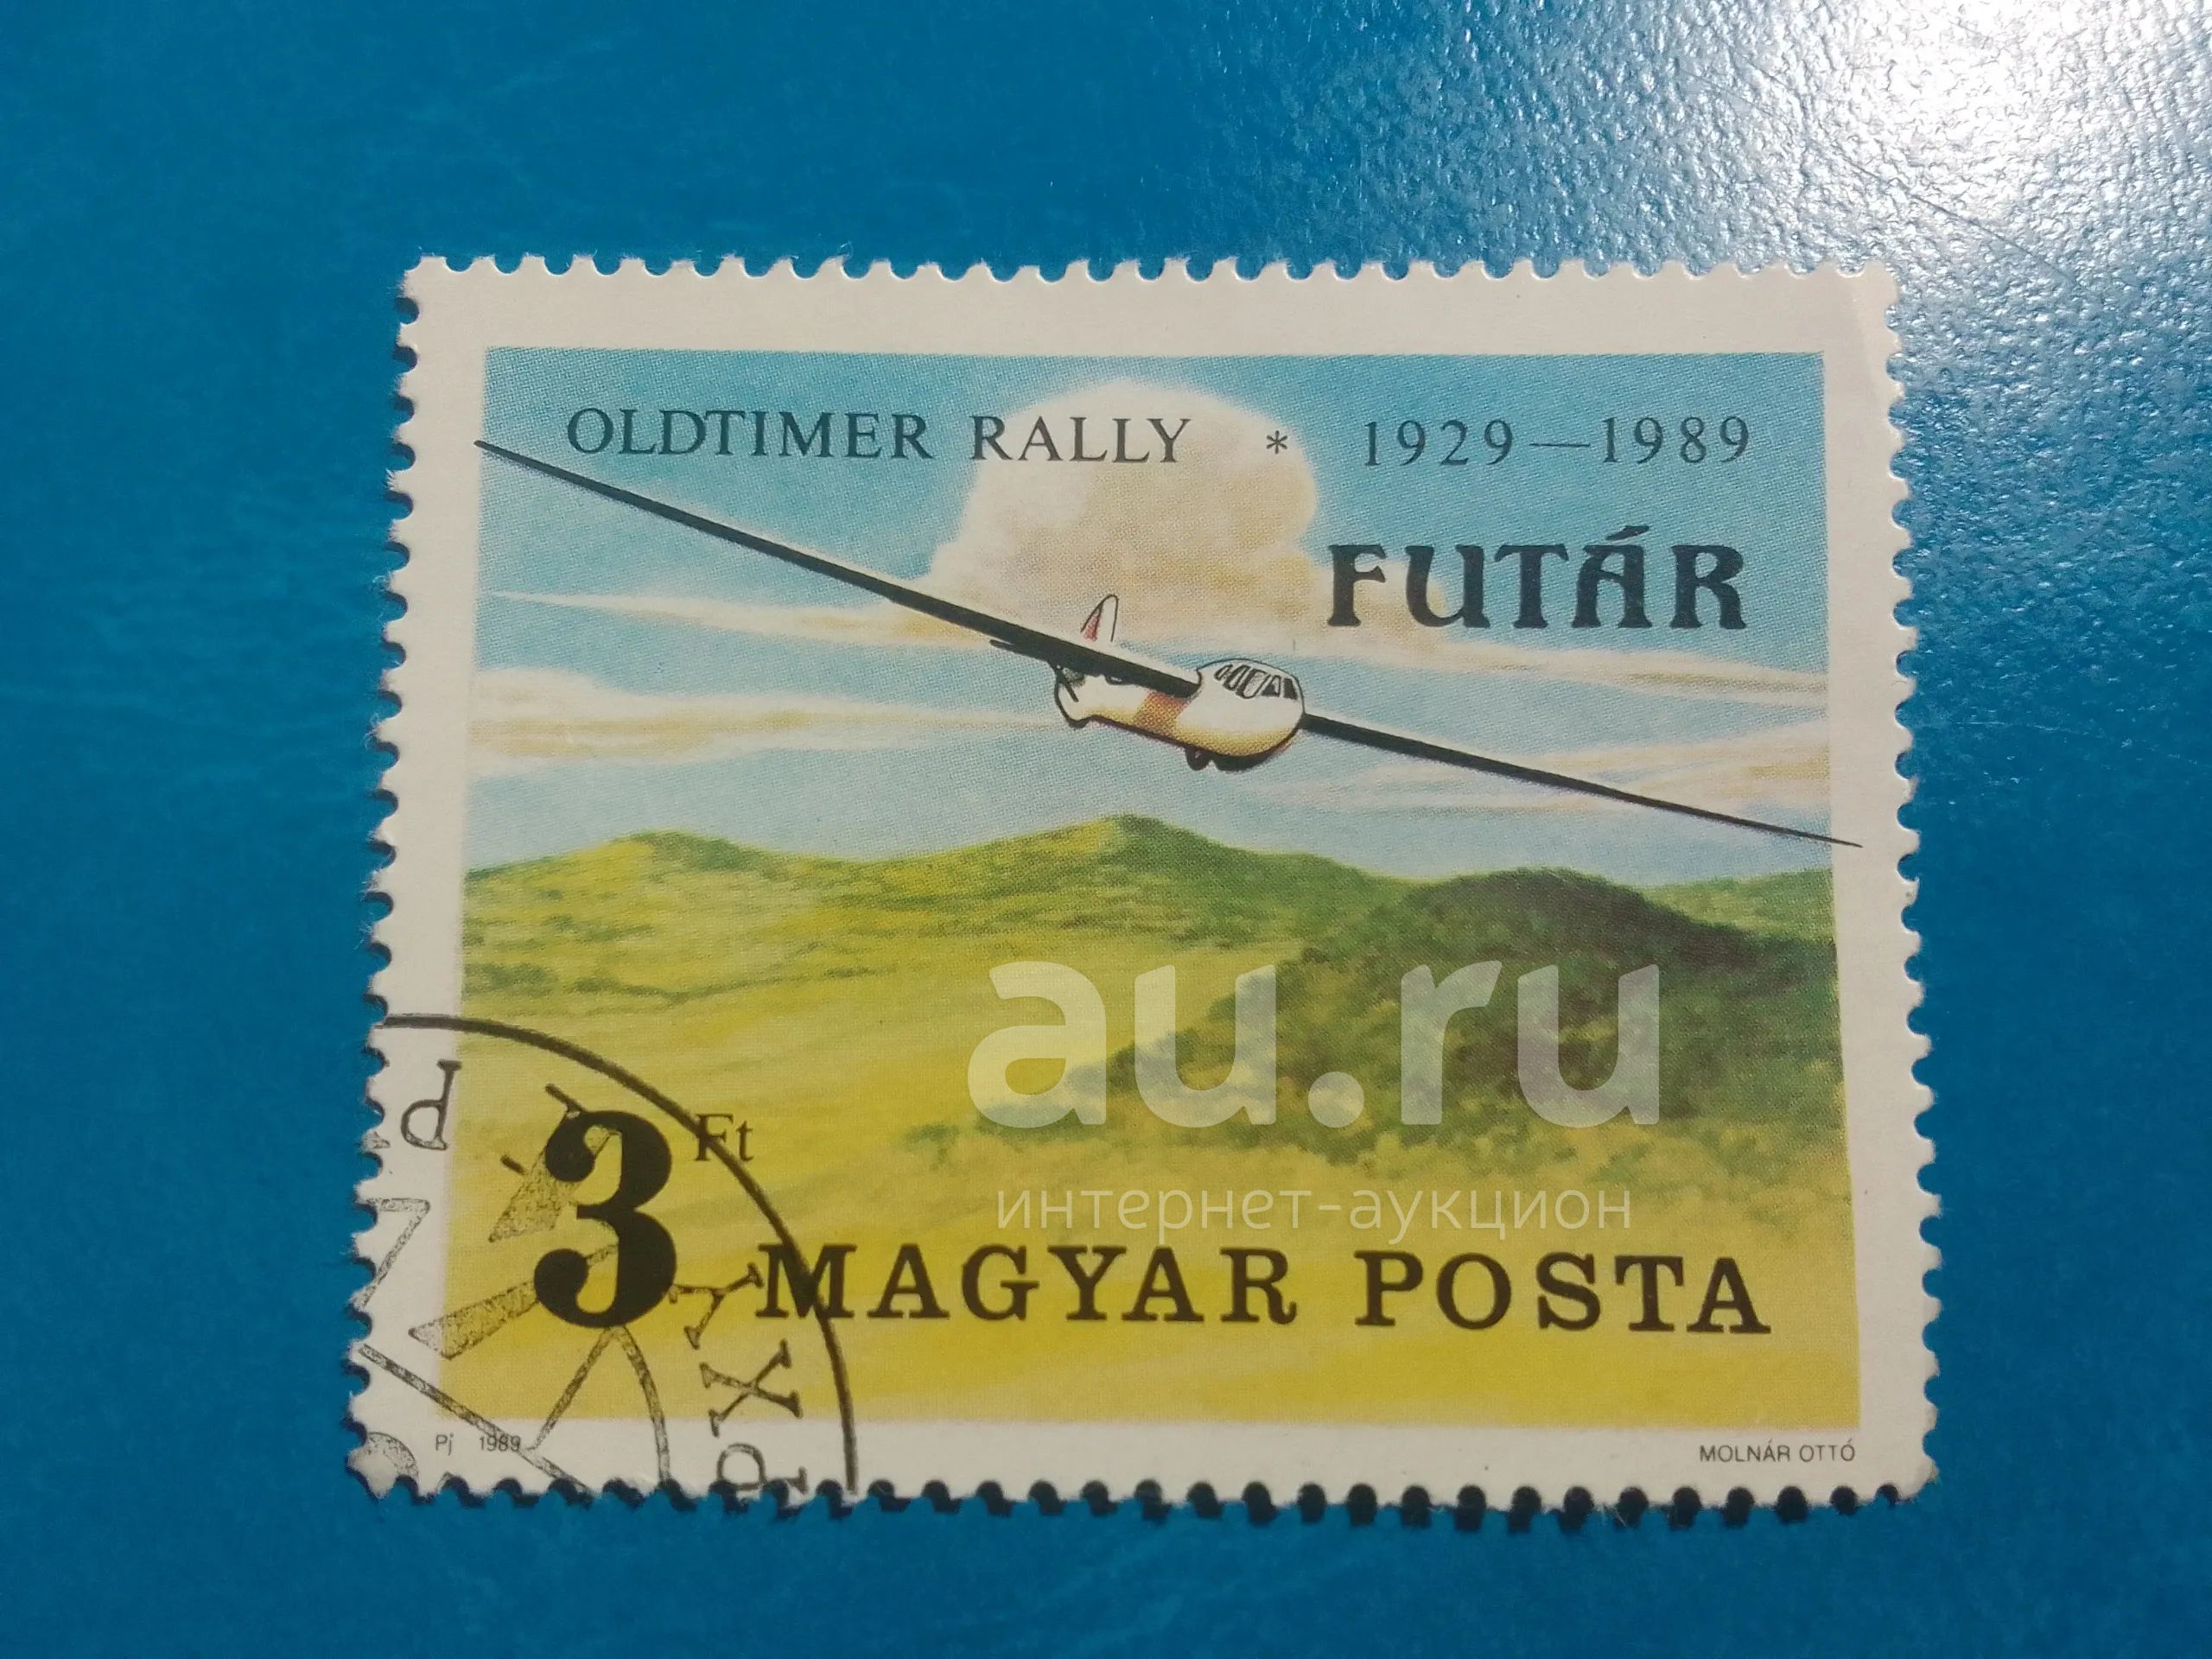 OLDTIMER RALLY * 1929—1989
FUTÁR
au.ru
интернет-аукцион
3 Ft
MAGYAR POSTA
Pj 1989
MOLNÁR OTTÓ